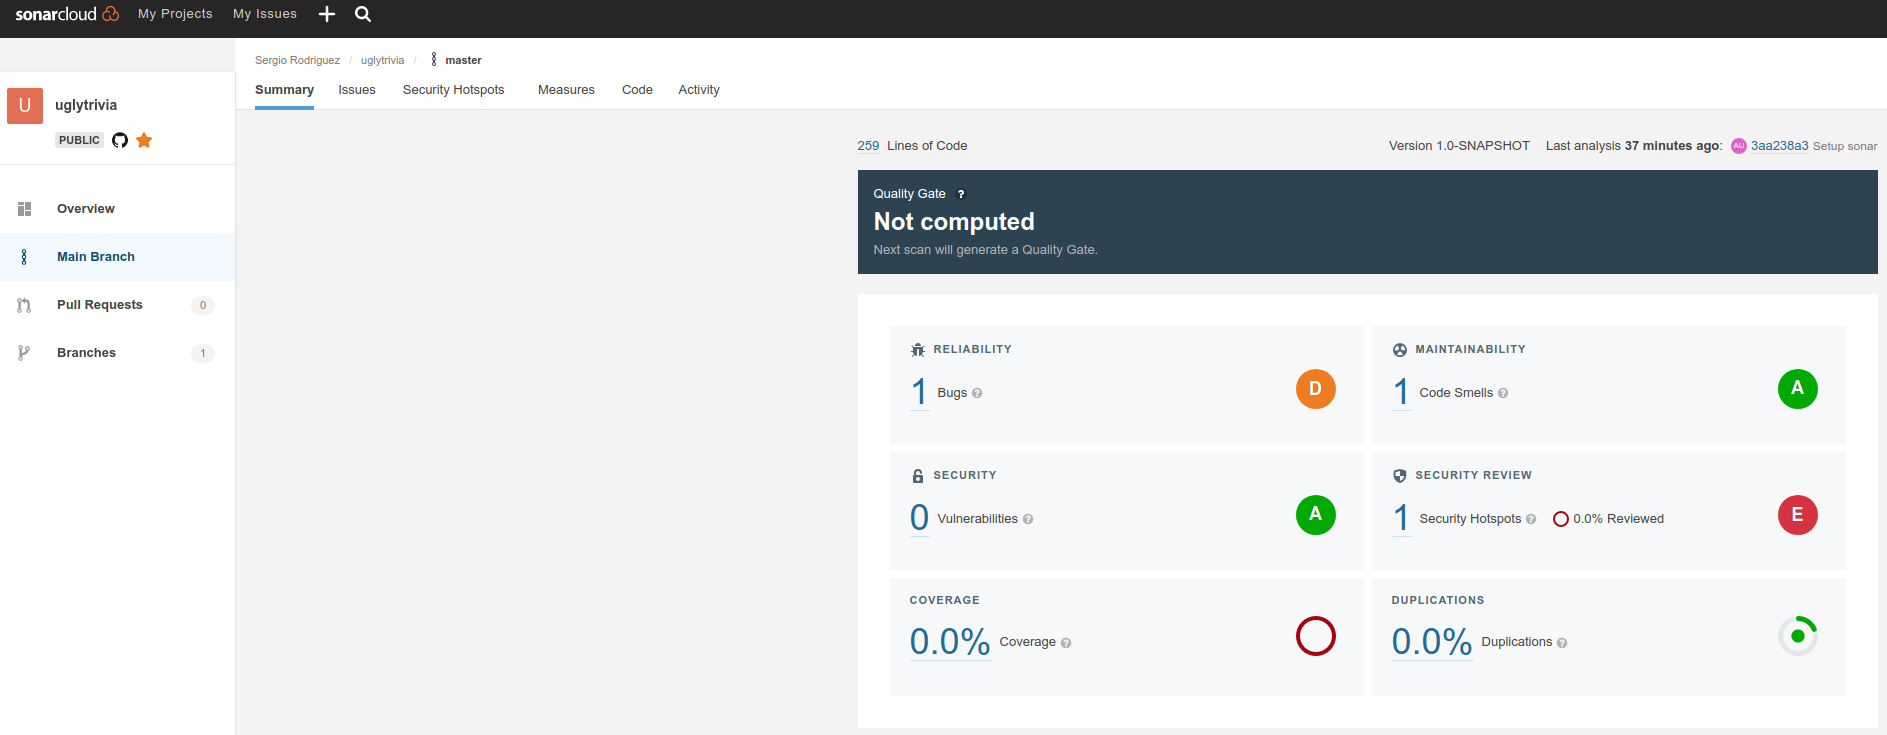 sonarcloud My Projects My Issues
Sergio Rodriguez / uglytrivia / master
Summary Issues Security Hotspots Measures Code Activity
U uglytrivia
PUBLIC
Overview
Main Branch
Pull Requests 0
Branches 1
259 Lines of Code Version 1.0-SNAPSHOT Last analysis 37 minutes ago: AU 3aa238a3 Setup sonar
Quality Gate ?
Not computed
Next scan will generate a Quality Gate.
RELIABILITY
1 Bugs ? D
MAINTAINABILITY
1 Code Smells ? A
SECURITY
0 Vulnerabilities ? A
SECURITY REVIEW
1 Security Hotspots ? 0.0% Reviewed E
COVERAGE
0.0% Coverage ?
DUPLICATIONS
0.0% Duplications ?